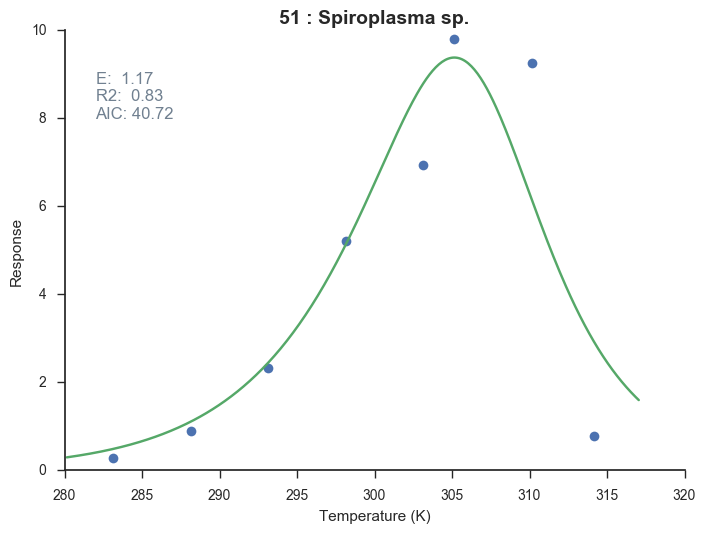 51 : Spiroplasma sp.
E: 1.17
R2: 0.83
AIC: 40.72
Response
10
8
6
4
2
0
280 285 290 295 300 305 310 315 320
Temperature (K)